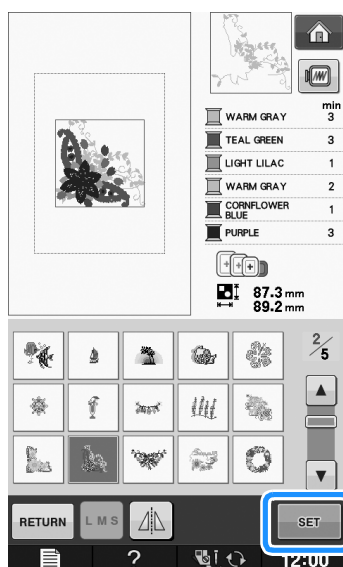 min
WARM GRAY 3
TEAL GREEN 3
LIGHT LILAC 1
WARM GRAY 2
CORNFLOWER BLUE 1
PURPLE 3
87.3 mm
89.2 mm
2/5
RETURN
L M S
SET
?
12:00